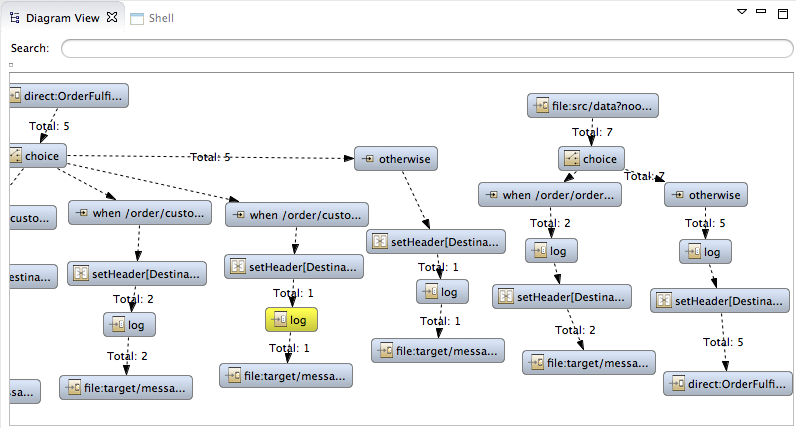 Diagram View
Shell
Search:
direct:OrderFulfi...
file:src/data?noo...
Total: 5
Total: 7
choice
Total: 5
otherwise
choice
Total: 7
when /order/order...
otherwise
custo...
when /order/custo...
when /order/custo...
Total: 2
Total: 5
setHeader[Destina...
log
log
Destina...
setHeader[Destina...
setHeader[Destina...
Total: 1
Total: 2
Total: 1
log
setHeader[Destina...
setHeader[Destina...
log
log
Total: 1
Total: 2
Total: 2
Total: 1
file:target/messa...
Total: 5
file:target/messa...
file:target/messa...
file:target/messa...
direct:OrderFulfi...